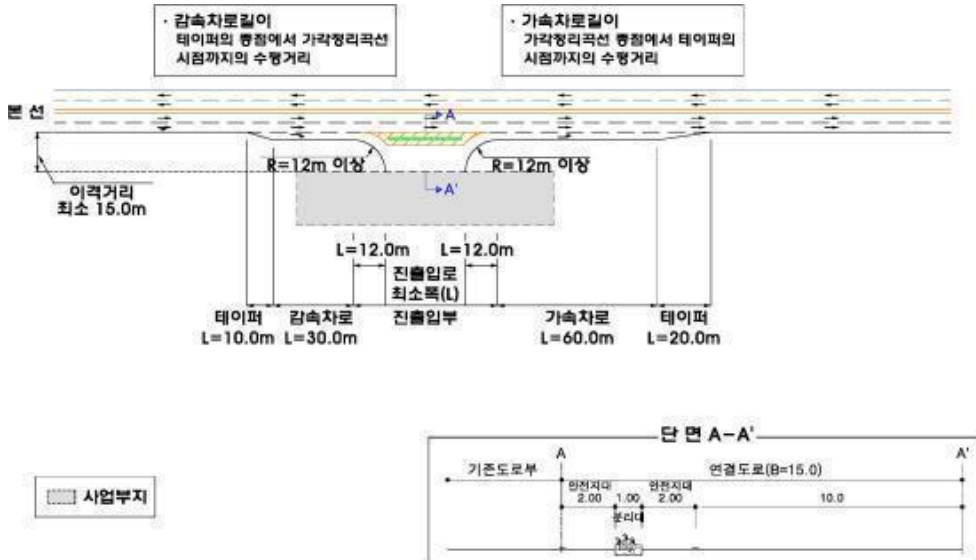 · 감속차로길이
테이퍼의 종점에서 가각정리곡선
시점까지의 수평거리
· 가속차로길이
가각정리곡선 종점에서 테이퍼의
시점까지의 수평거리
본 선
A
R=12m 이상
R=12m 이상
A'
이격거리
최소 15.0m
L=12.0m
L=12.0m
진출입로
최소폭(L)
테이퍼
L=10.0m
감속차로
L=30.0m
진출입부
가속차로
L=60.0m
테이퍼
L=20.0m
사업부지
단 면 A-A'
A
A'
기존도로부
연결도로(B=15.0)
안전지대
2.00
1.00
안전지대
2.00
10.0
분리대